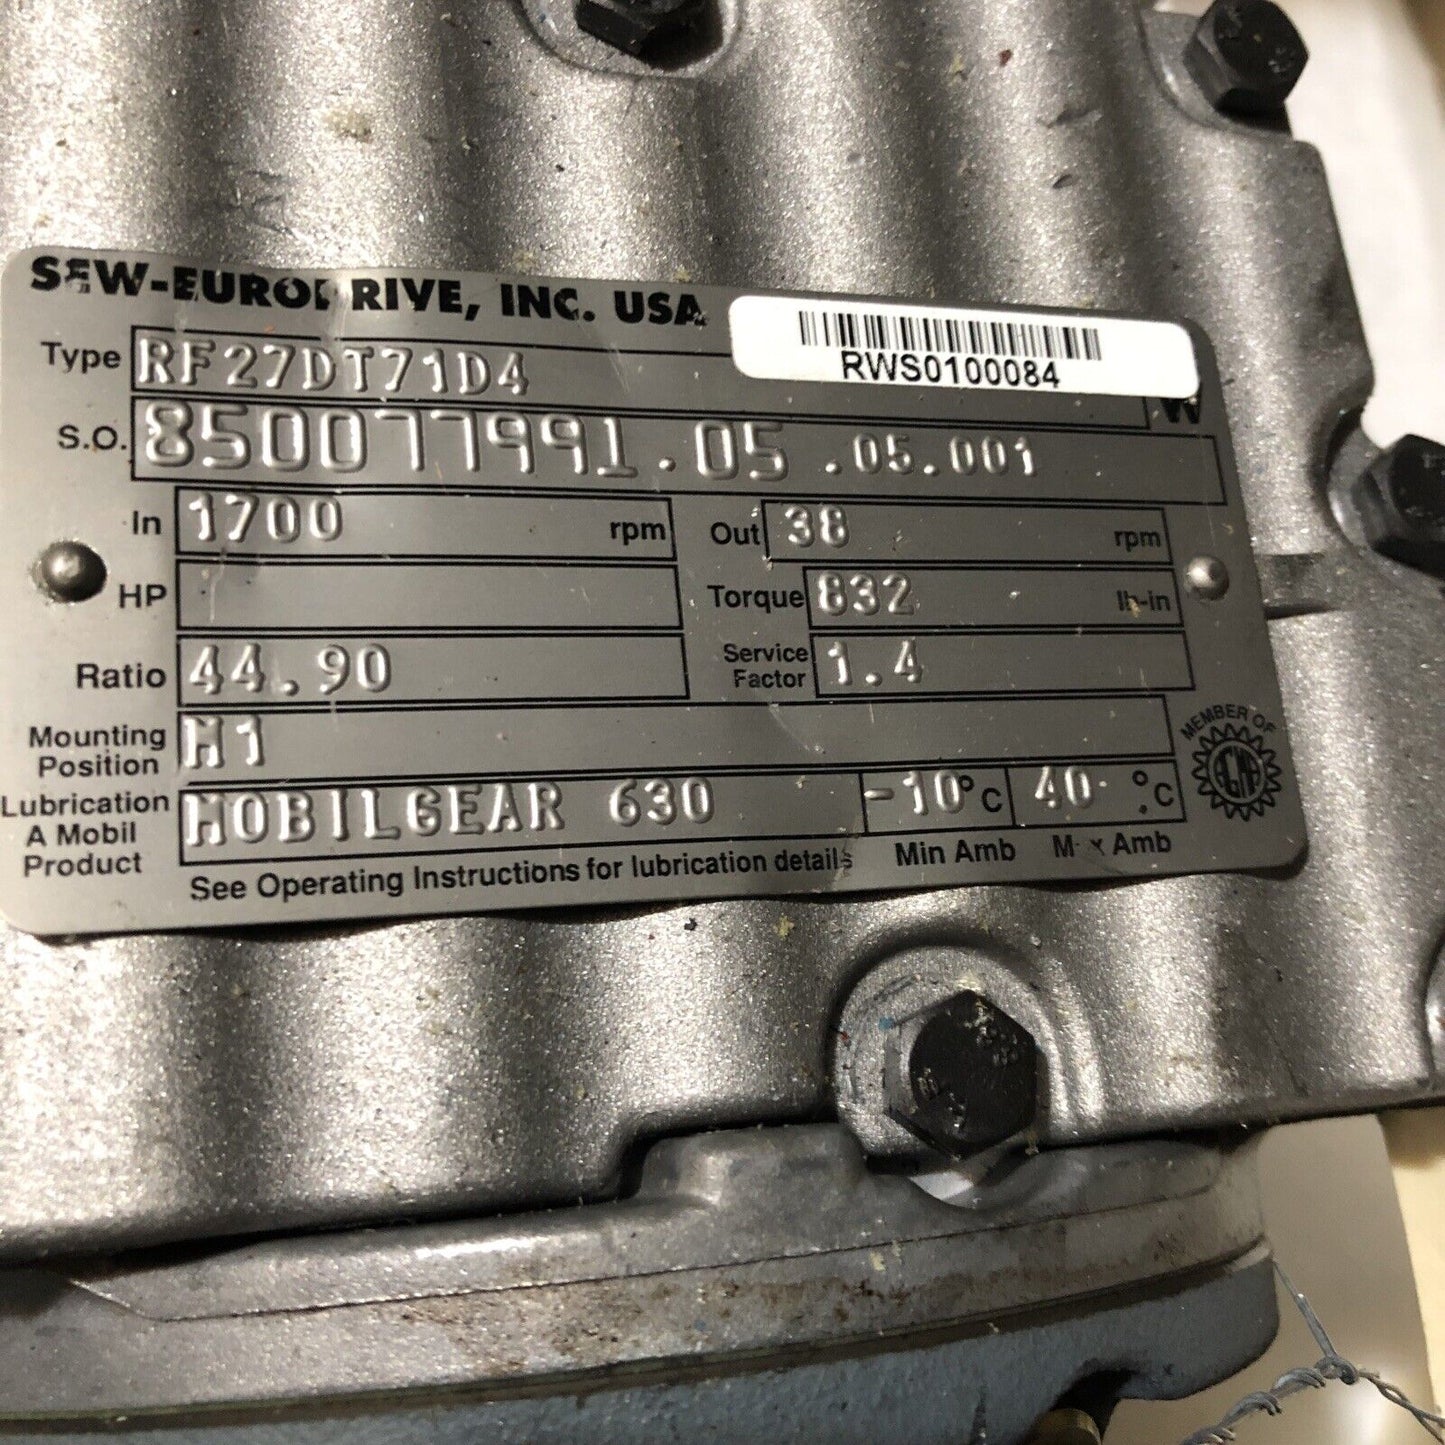 SEW-EURODRIVE, INC. USA
RWS0100084
Type RF27DT71D4 W
S.O. 850077991.05.05.001
In 1700 rpm Out 38 rpm
HP Torque 832 lb-in
Ratio 44.90 Service Factor 1.4
Mounting Position M1
Lubrication A Mobil Product MOBILGEAR 630 -10°C 40 °C
Min Amb Max Amb
See Operating Instructions for lubrication details
MEMBER OF AGMA